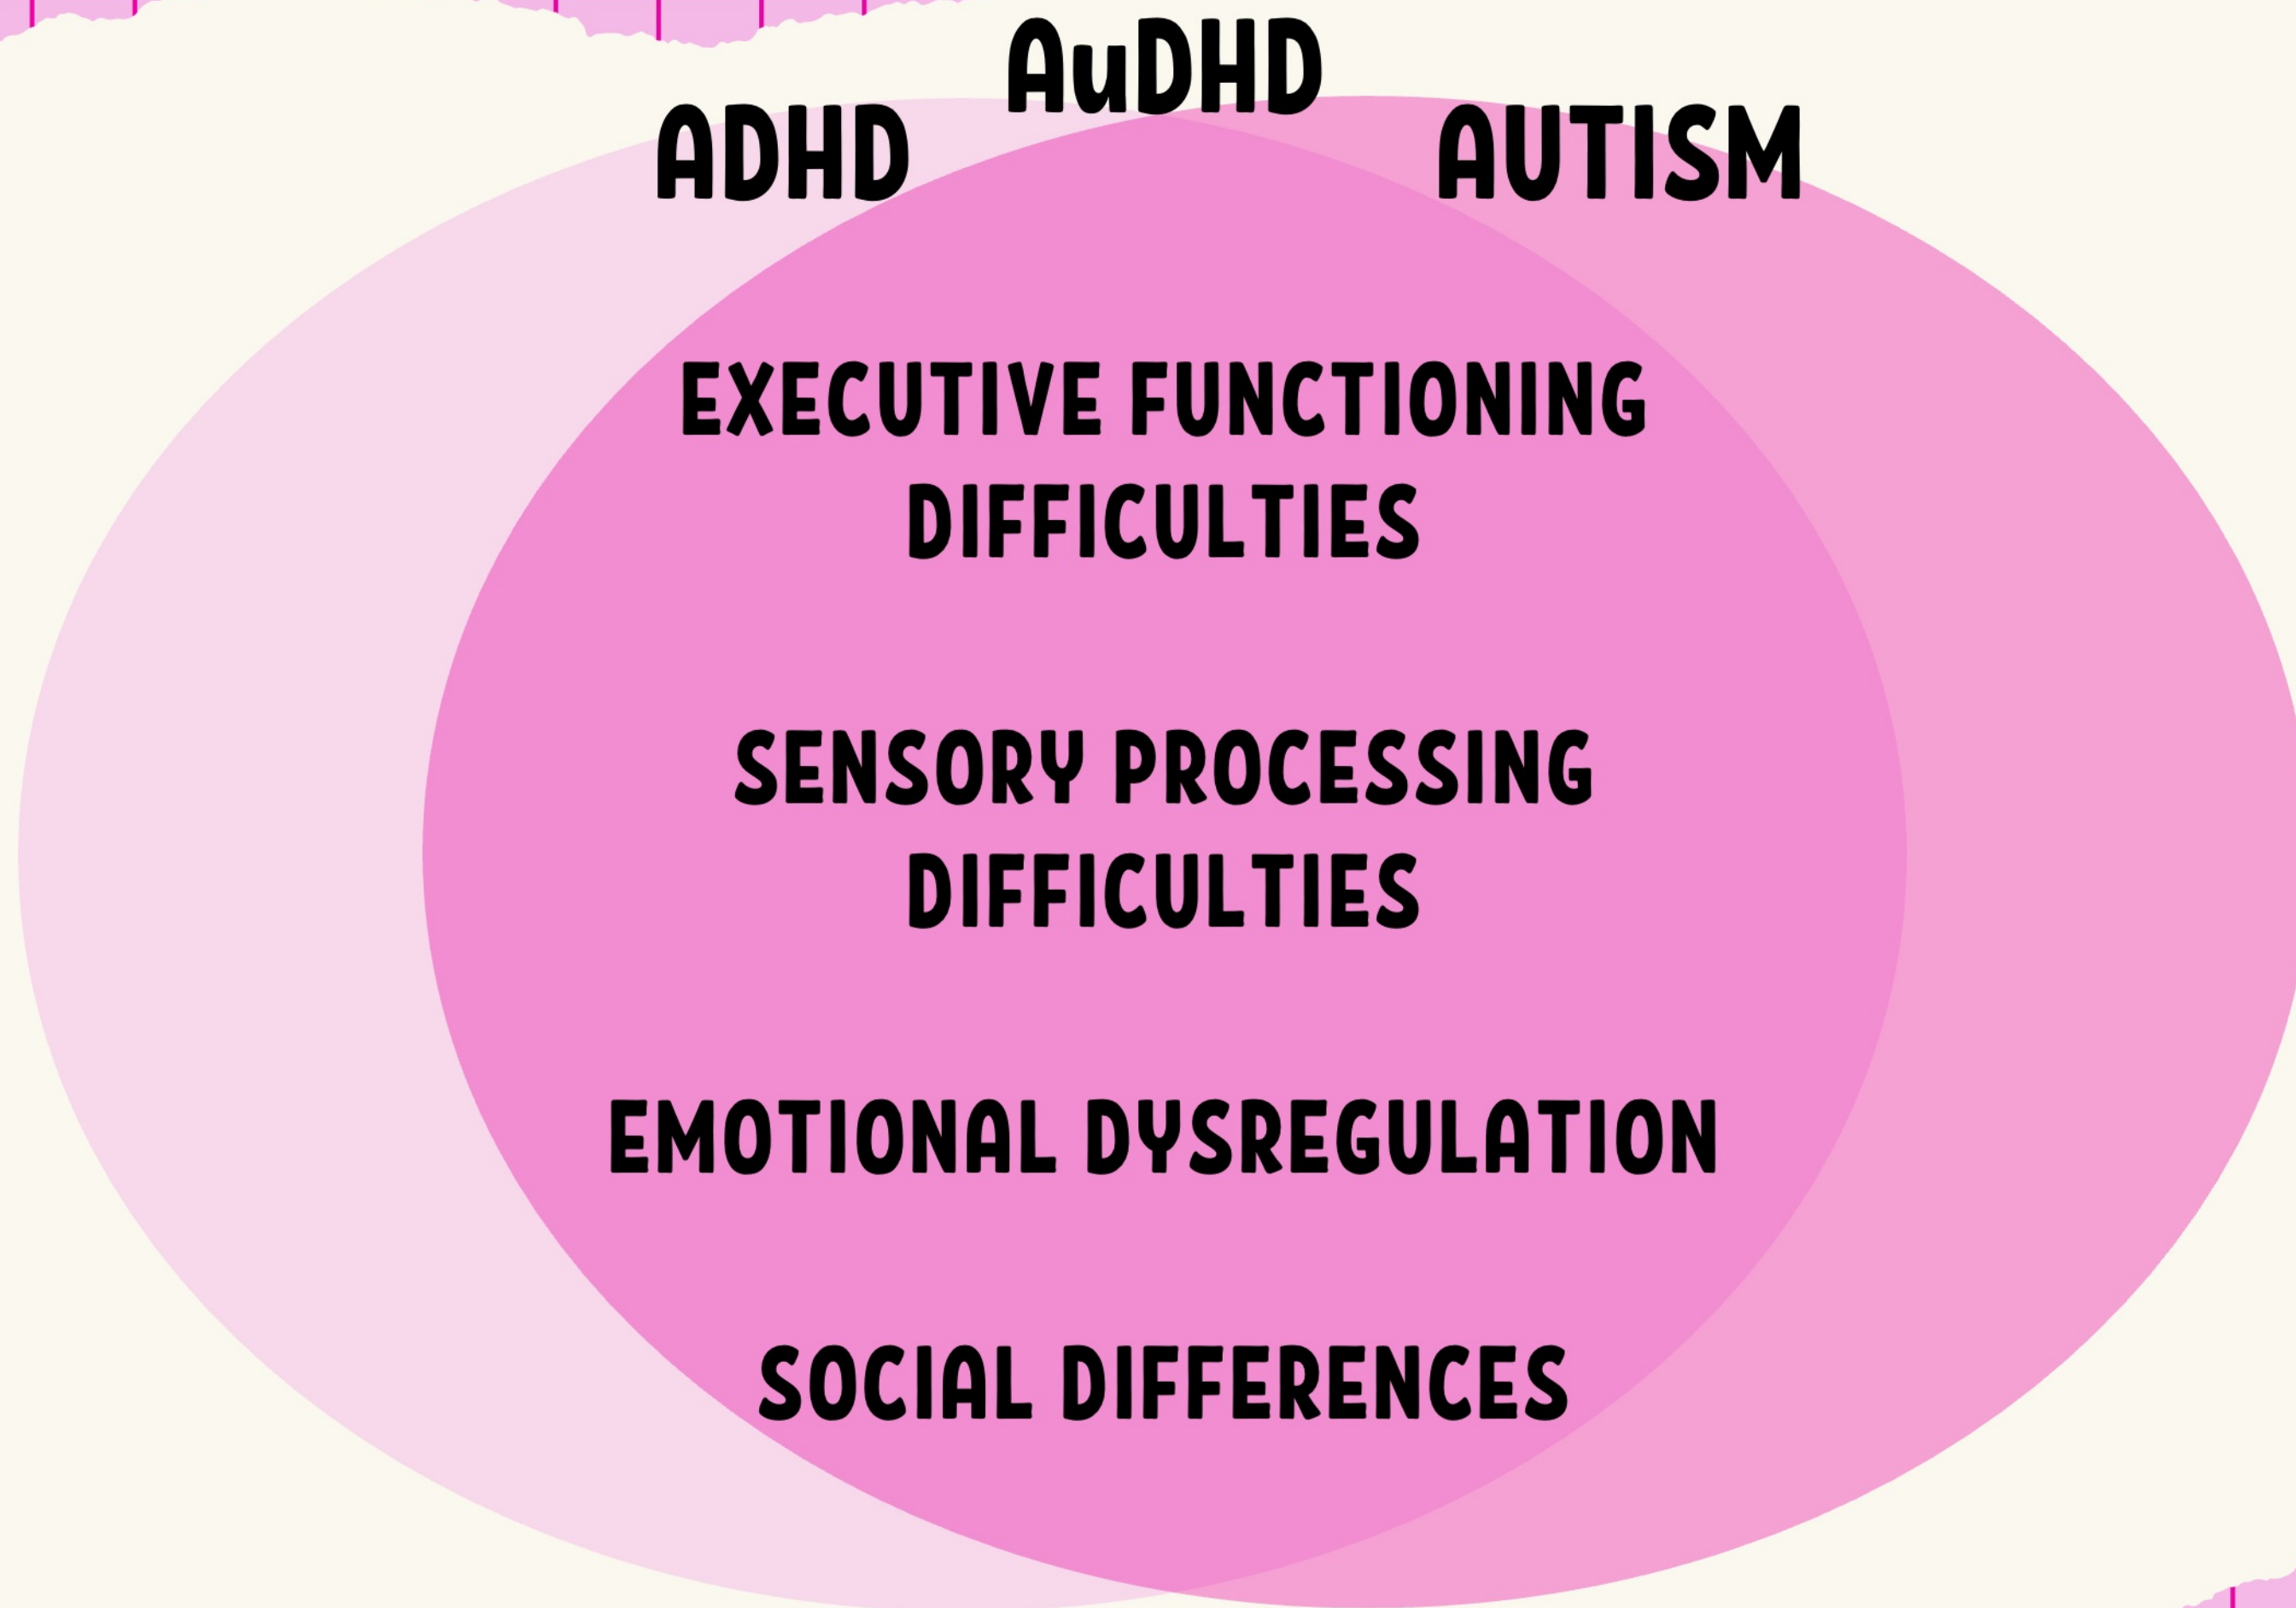 AuDHD
ADHD
AUTISM
EXECUTIVE FUNCTIONING
DIFFICULTIES
SENSORY PROCESSING
DIFFICULTIES
EMOTIONAL DYSREGULATION
SOCIAL DIFFERENCES